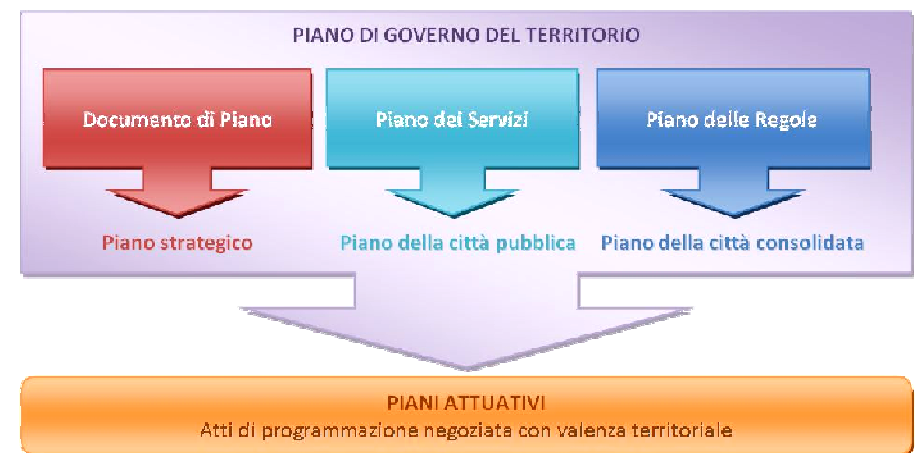 PIANO DI GOVERNO DEL TERRITORIO
Documento di Piano
Piano dei Servizi
Piano delle Regole
Piano strategico
Piano della città pubblica
Piano della città consolidata
PIANI ATTUATIVI
Atti di programmazione negoziata con valenza territoriale